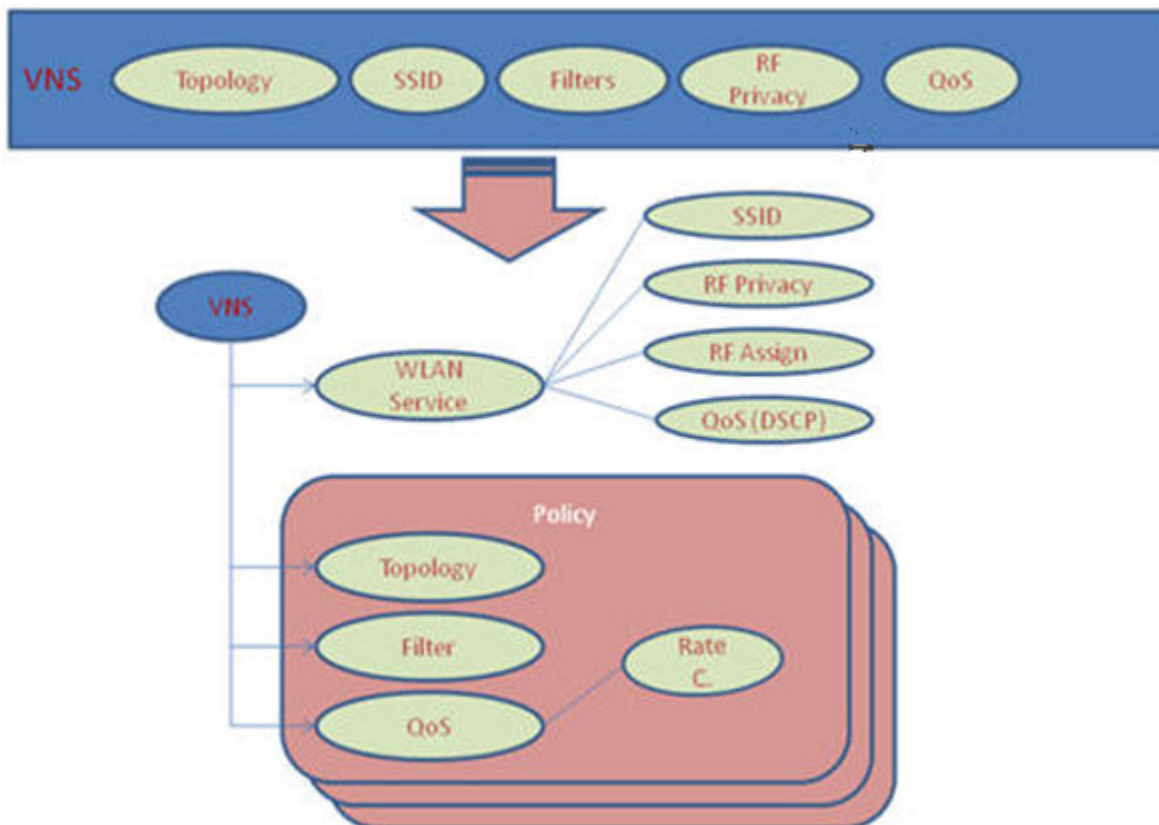 VNS
Topology
SSID
Filters
RF
Privacy
QoS
SSID
RF Privacy
VNS
RF Assign
WLAN
Service
QoS (DSCP)
Policy
Topology
Filter
Rate
C.
QoS